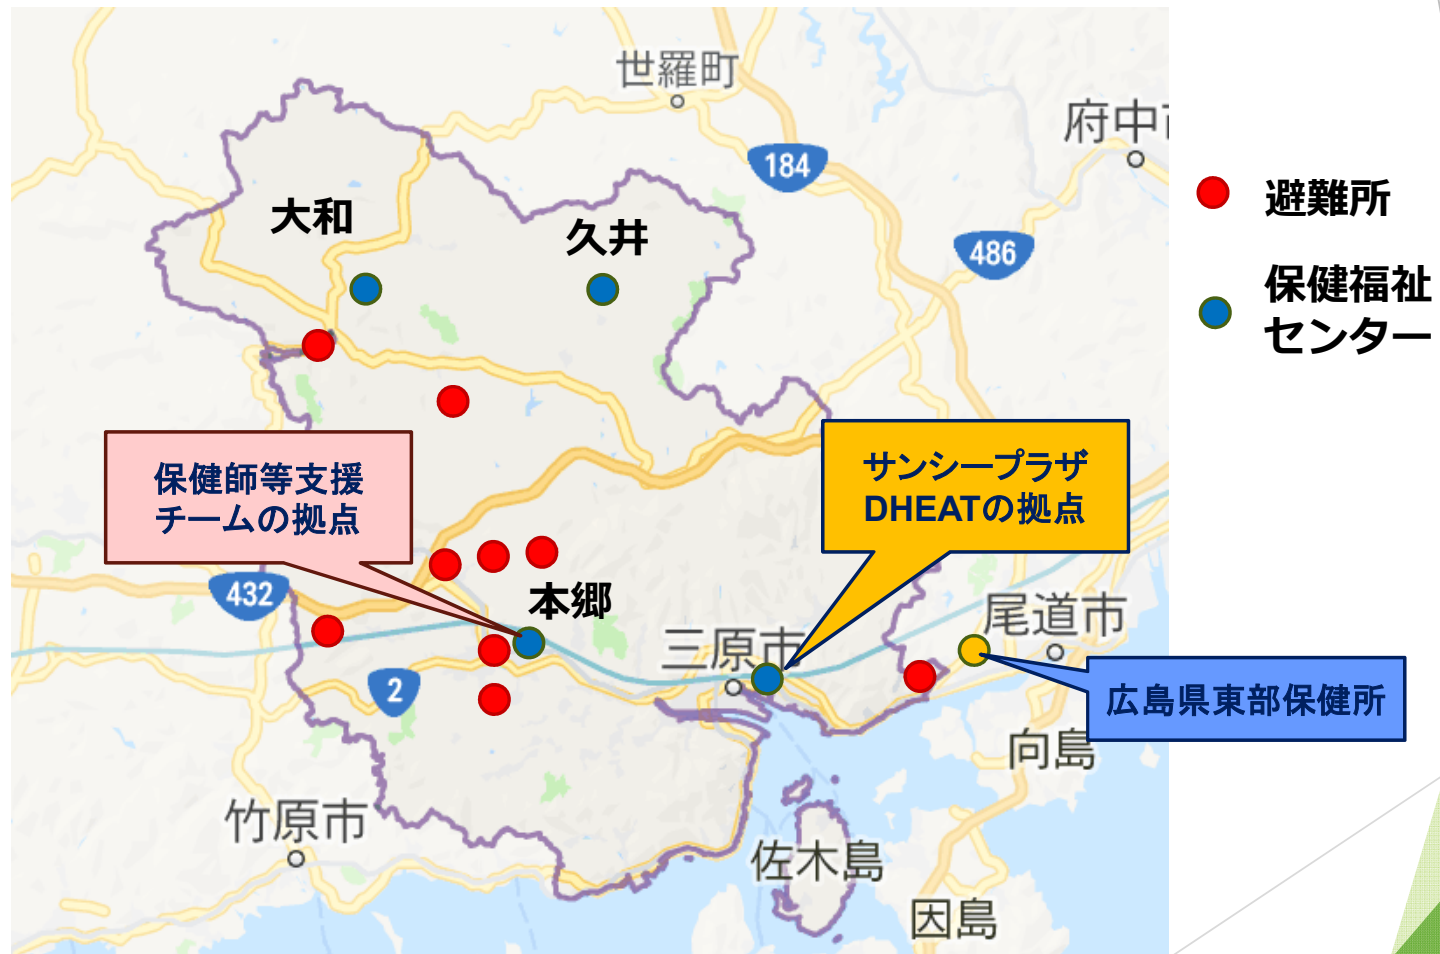 世羅町
府中
184
大和
久井
486
避難所
保健福祉
センター
保健師等支援
チームの拠点
サンシープラザ
DHEATの拠点
432
本郷
三原市
尾道市
2
広島県東部保健所
向島
竹原市
佐木島
因島